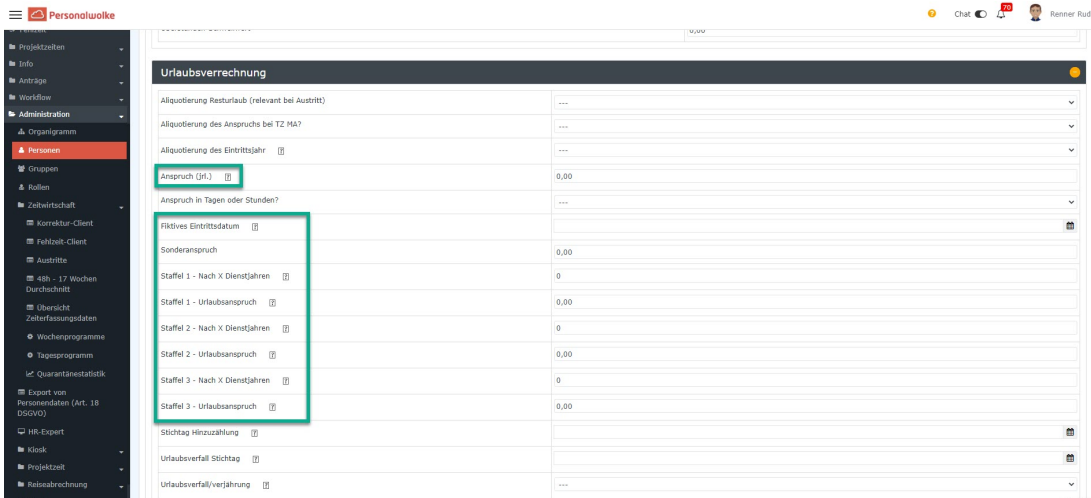 Personalwolke
Chat
70
Renner Rud
Fehlzeit
Projektzeiten
Info
Anträge
Workflow
Administration
Organigramm
Personen
Gruppen
Rollen
Zeitwirtschaft
Korrektur-Client
Fehlzeit-Client
Austritte
48h - 17 Wochen
Durchschnitt
Übersicht
Zeiterfassungsdaten
Wochenprogramme
Tagesprogramm
Quarantänestatistik
Export von
Personendaten (Art. 18
DSGVO)
HR-Expert
Kiosk
Projektzeit
Reiseabrechnung
0,00
Urlaubsverrechnung
Aliquotierung Resturlaub (relevant bei Austritt) ---
Aliquotierung des Anspruchs bei TZ MA? ---
Aliquotierung des Eintrittsjahr ---
Anspruch (jrl.) 0,00
Anspruch in Tagen oder Stunden? ---
Fiktives Eintrittsdatum
Sonderanspruch 0,00
Staffel 1 - Nach X Dienstjahren 0
Staffel 1 - Urlaubsanspruch 0,00
Staffel 2 - Nach X Dienstjahren 0
Staffel 2 - Urlaubsanspruch 0,00
Staffel 3 - Nach X Dienstjahren 0
Staffel 3 - Urlaubsanspruch 0,00
Stichtag Hinzuzählung
Urlaubsverfall Stichtag
Urlaubsverfall/verjährung ---